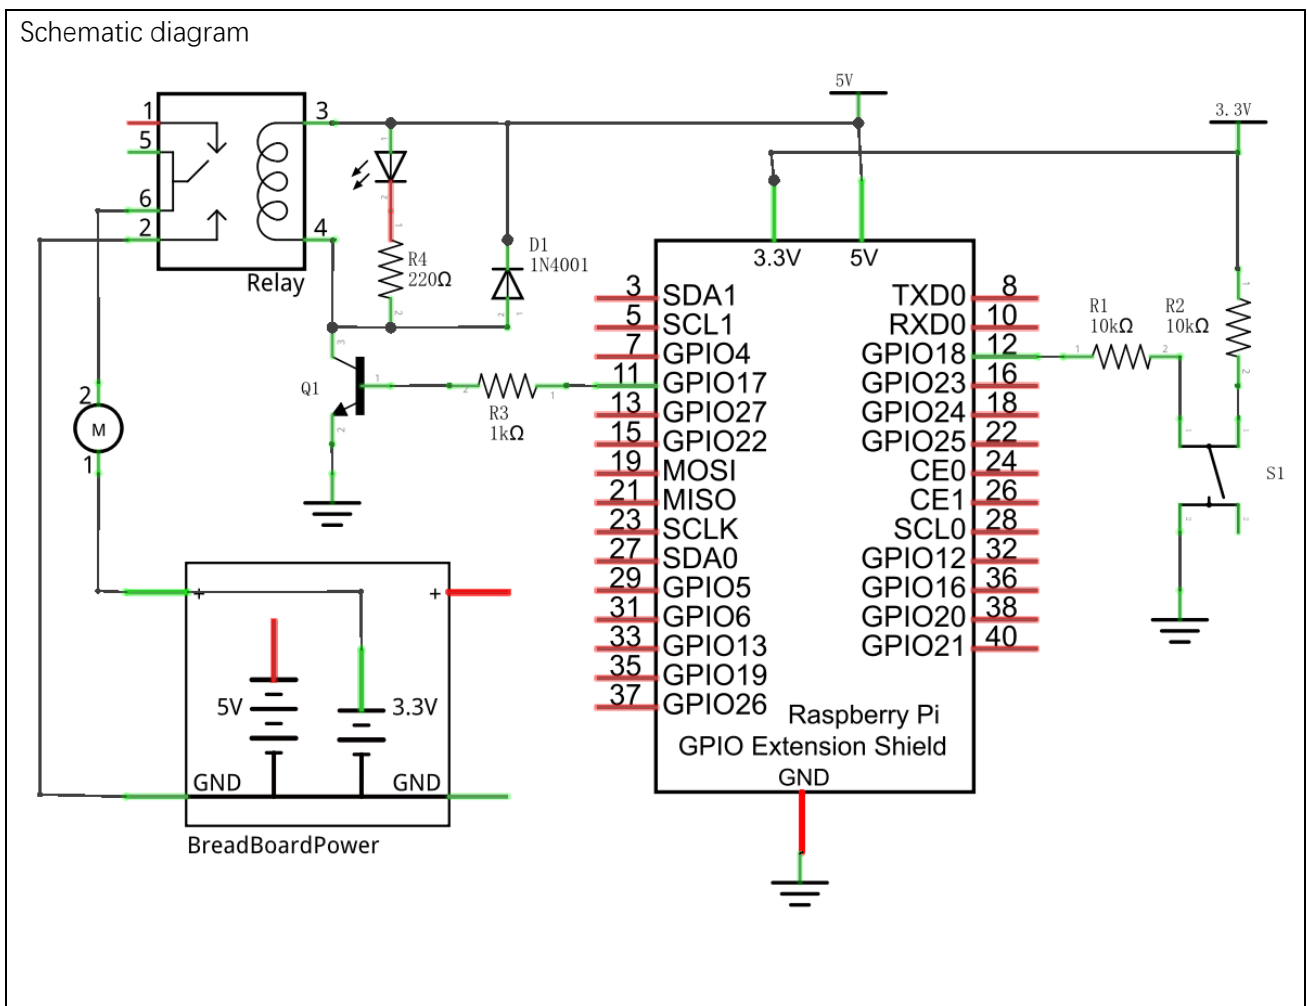 Schematic diagram
5V
3.3V
1
5
6
2
3
4
Relay
R4
220Ω
D1
1N4001
Q1
R3
1kΩ
2
M
1
3.3V 5V
3 SDA1 TXD0 8
5 SCL1 RXD0 10
7 GPIO4 GPIO18 12
11 GPIO17 GPIO23 16
13 GPIO27 GPIO24 18
15 GPIO22 GPIO25 22
19 MOSI CE0 24
21 MISO CE1 26
23 SCLK SCL0 28
27 SDA0 GPIO12 32
29 GPIO5 GPIO16 36
31 GPIO6 GPIO20 38
33 GPIO13 GPIO21 40
35 GPIO19
37 GPIO26
Raspberry Pi
GPIO Extension Shield
GND
R1
10kΩ
R2
10kΩ
S1
+ +
5V 3.3V
GND GND
BreadBoardPower